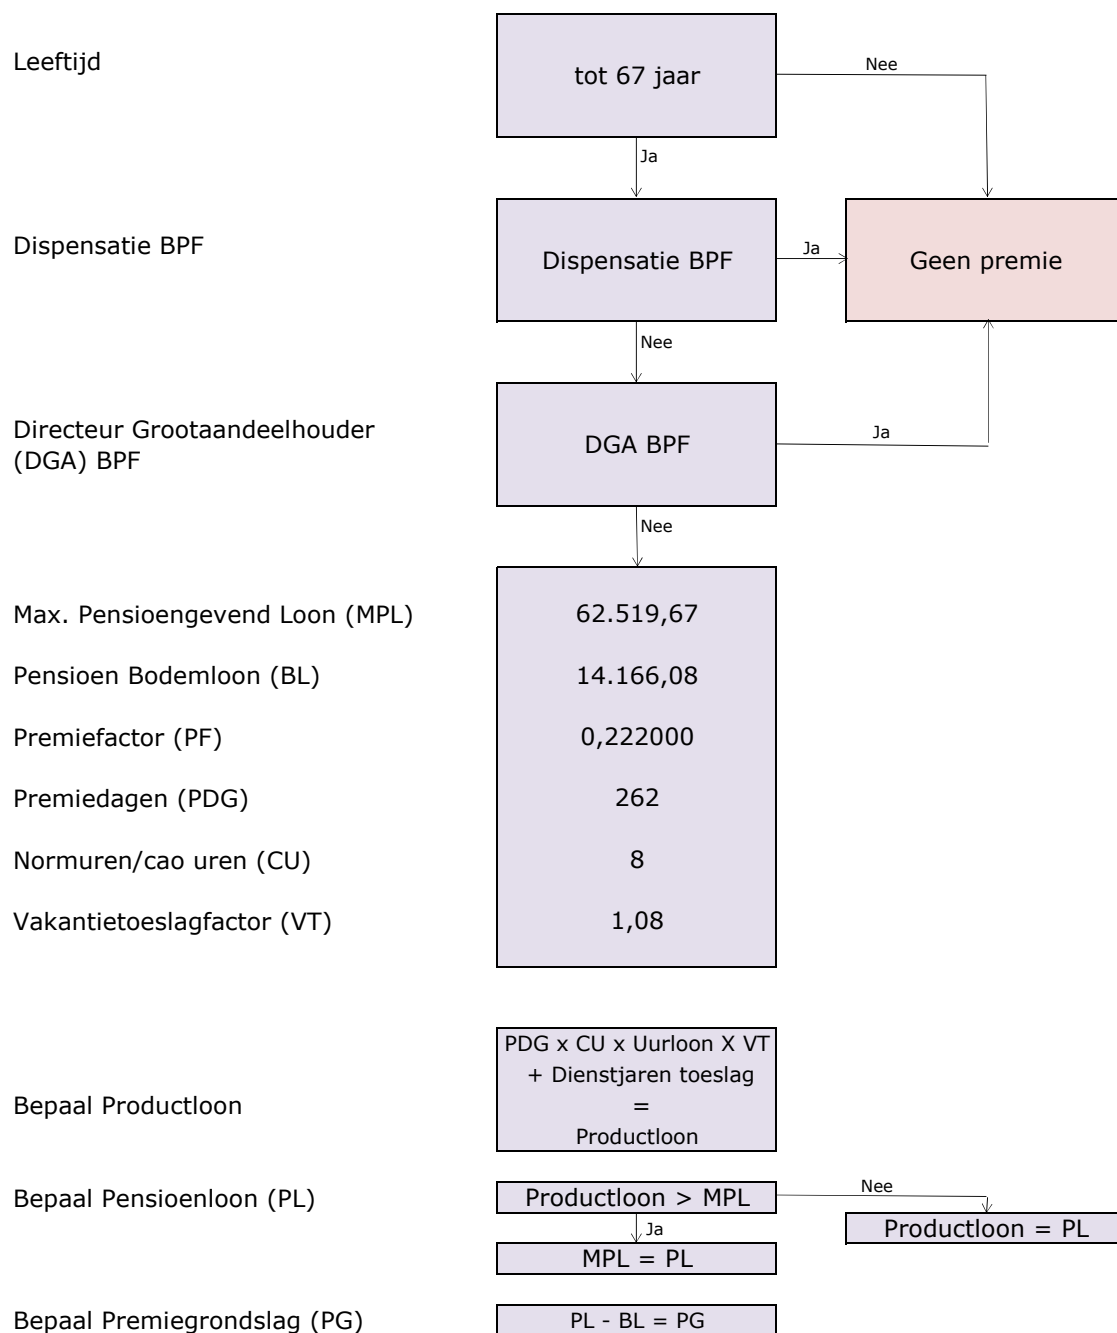 Leeftijd
tot 67 jaar
Nee
Ja
Dispensatie BPF
Dispensatie BPF
Ja
Geen premie
Nee
Directeur Grootaandeelhouder
(DGA) BPF
DGA BPF
Ja
Nee
Max. Pensioengevend Loon (MPL)
62.519,67
Pensioen Bodemloon (BL)
14.166,08
Premiefactor (PF)
0,222000
Premiedagen (PDG)
262
Normuren/cao uren (CU)
8
Vakantietoeslagfactor (VT)
1,08
Bepaal Productloon
PDG x CU x Uurloon X VT
+ Dienstjaren toeslag
=
Productloon
Bepaal Pensioenloon (PL)
Productloon > MPL
Nee
Ja
Productloon = PL
MPL = PL
Bepaal Premiegrondslag (PG)
PL - BL = PG